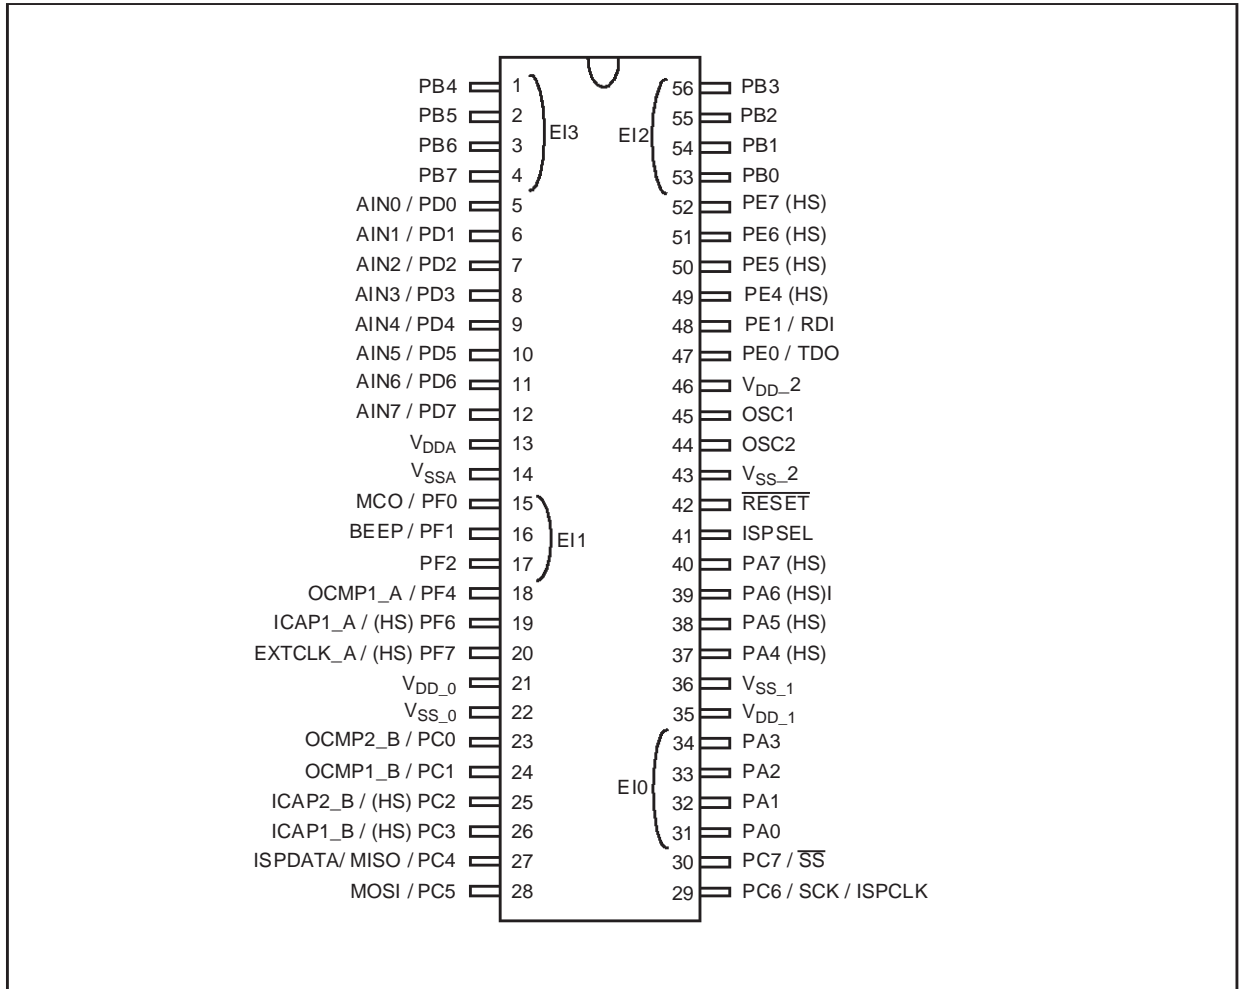 PB4 1 56 PB3
PB5 2 EI3 EI2 55 PB2
PB6 3 54 PB1
PB7 4 53 PB0
AIN0 / PD0 5 52 PE7 (HS)
AIN1 / PD1 6 51 PE6 (HS)
AIN2 / PD2 7 50 PE5 (HS)
AIN3 / PD3 8 49 PE4 (HS)
AIN4 / PD4 9 48 PE1 / RDI
AIN5 / PD5 10 47 PE0 / TDO
AIN6 / PD6 11 46 VDD_2
AIN7 / PD7 12 45 OSC1
VDDA 13 44 OSC2
VSSA 14 43 VSS_2
MCO / PF0 15 42 RESET
BEEP / PF1 16 EI1 41 ISPSEL
PF2 17 40 PA7 (HS)
OCMP1_A / PF4 18 39 PA6 (HS)I
ICAP1_A / (HS) PF6 19 38 PA5 (HS)
EXTCLK_A / (HS) PF7 20 37 PA4 (HS)
VDD_0 21 36 VSS_1
VSS_0 22 35 VDD_1
OCMP2_B / PC0 23 34 PA3
OCMP1_B / PC1 24 EI0 33 PA2
ICAP2_B / (HS) PC2 25 32 PA1
ICAP1_B / (HS) PC3 26 31 PA0
ISPDATA/ MISO / PC4 27 30 PC7 / SS
MOSI / PC5 28 29 PC6 / SCK / ISPCLK